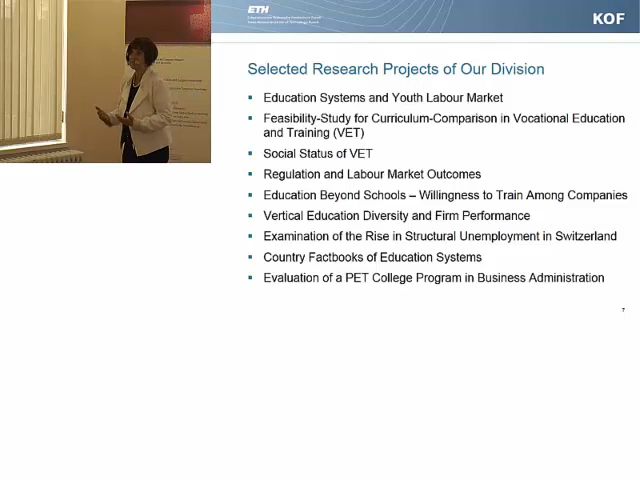 ETH
KOF
Selected Research Projects of Our Division
Education Systems and Youth Labour Market
Feasibility-Study for Curriculum-Comparison in Vocational Education
and Training (VET)
Social Status of VET
Regulation and Labour Market Outcomes
Education Beyond Schools – Willingness to Train Among Companies
Vertical Education Diversity and Firm Performance
Examination of the Rise in Structural Unemployment in Switzerland
Country Factbooks of Education Systems
Evaluation of a PET College Program in Business Administration
7